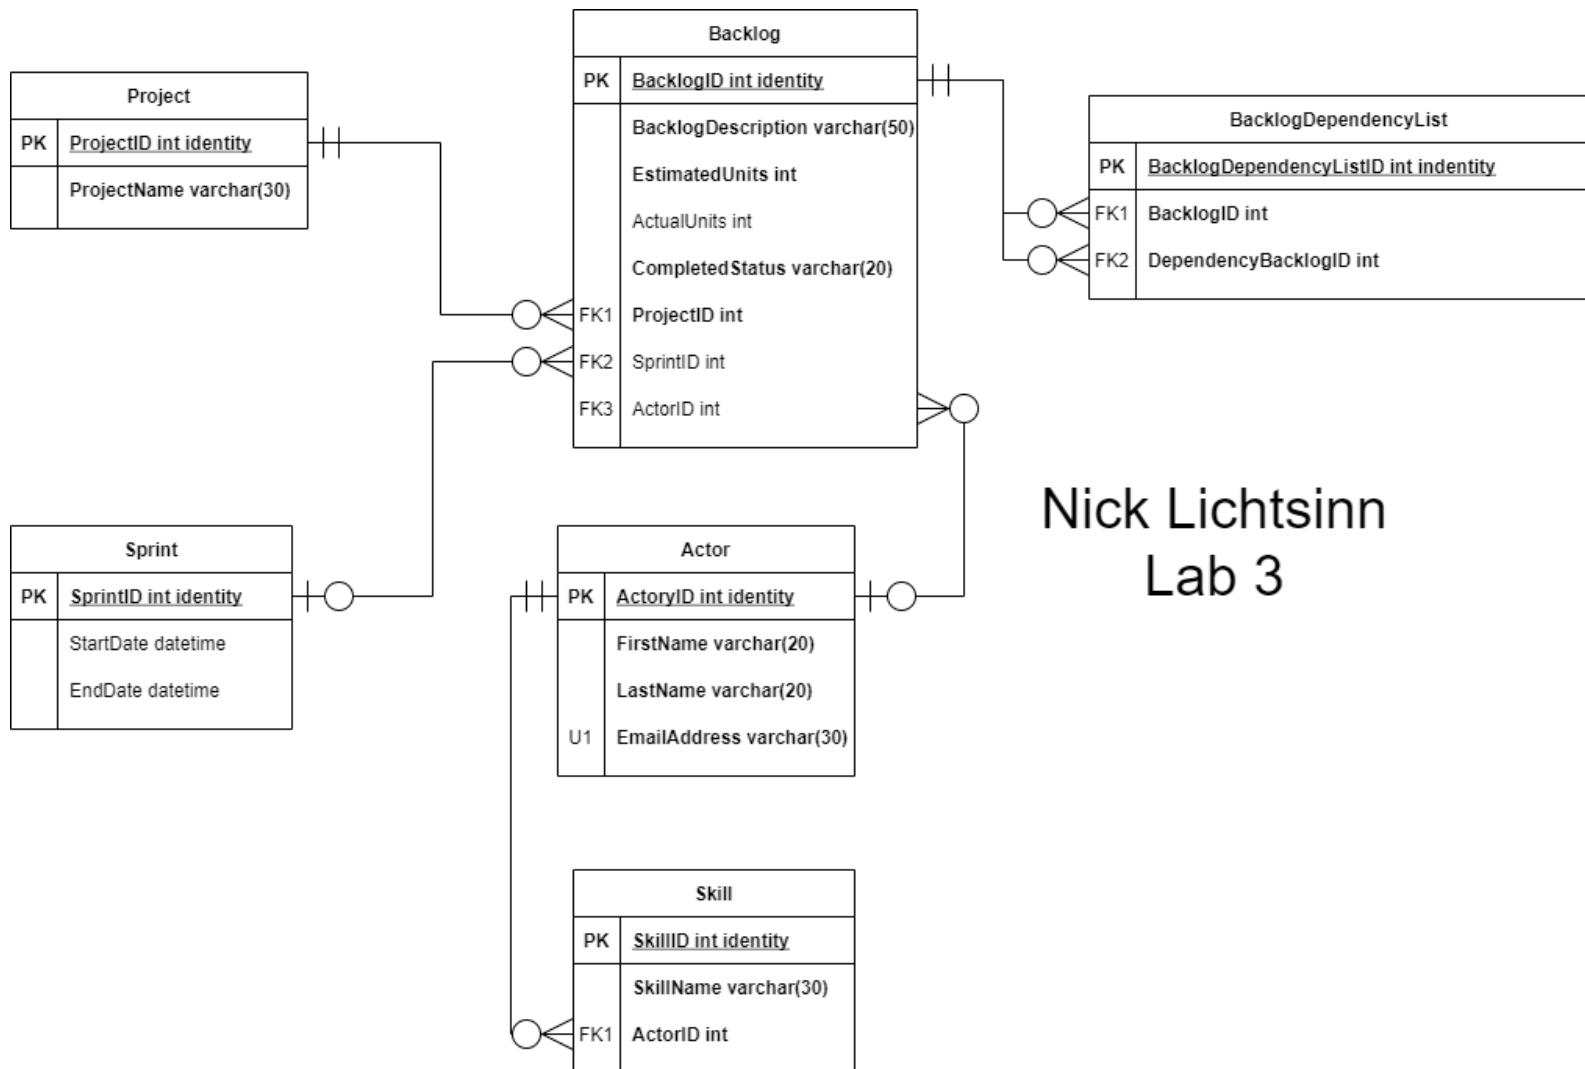 Project
PK ProjectID int identity
ProjectName varchar(30)
Backlog
PK BacklogID int identity
BacklogDescription varchar(50)
EstimatedUnits int
ActualUnits int
CompletedStatus varchar(20)
FK1 ProjectID int
FK2 SprintID int
FK3 ActorID int
BacklogDependencyList
PK BacklogDependencyListID int indentity
FK1 BacklogID int
FK2 DependencyBacklogID int
Sprint
PK SprintID int identity
StartDate datetime
EndDate datetime
Actor
PK ActoryID int identity
FirstName varchar(20)
LastName varchar(20)
U1 EmailAddress varchar(30)
Nick Lichtsinn
Lab 3
Skill
PK SkillID int identity
SkillName varchar(30)
FK1 ActorID int